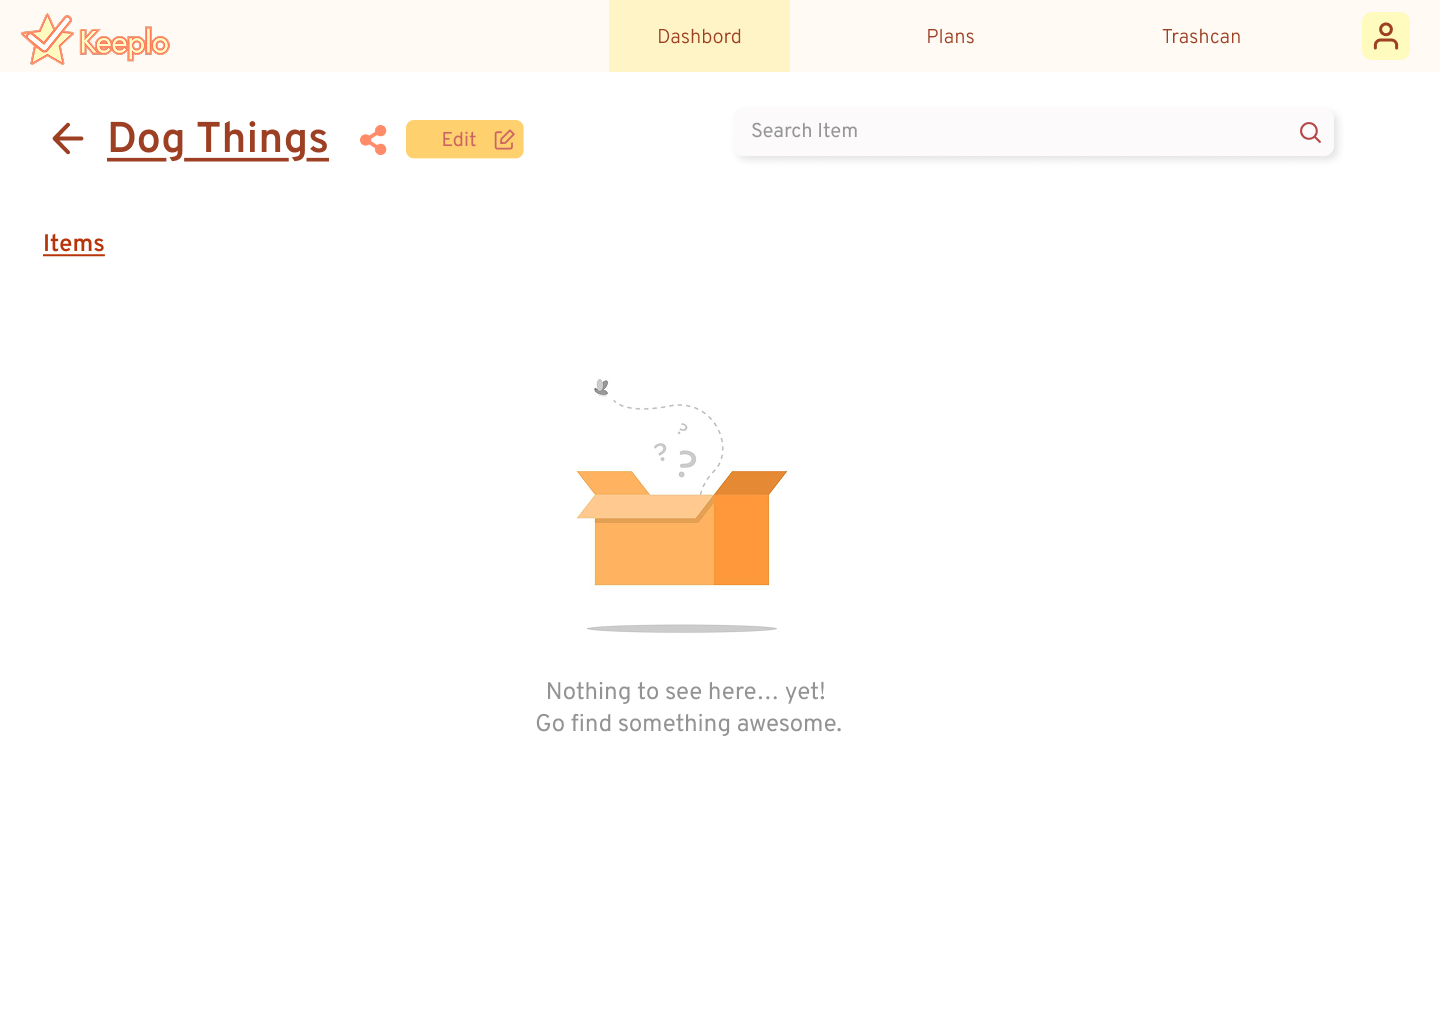 Keeplo
Dashbord
Plans
Trashcan
Dog Things
Edit
Search Item
Items
? ? ?
Nothing to see here... yet!
Go find something awesome.